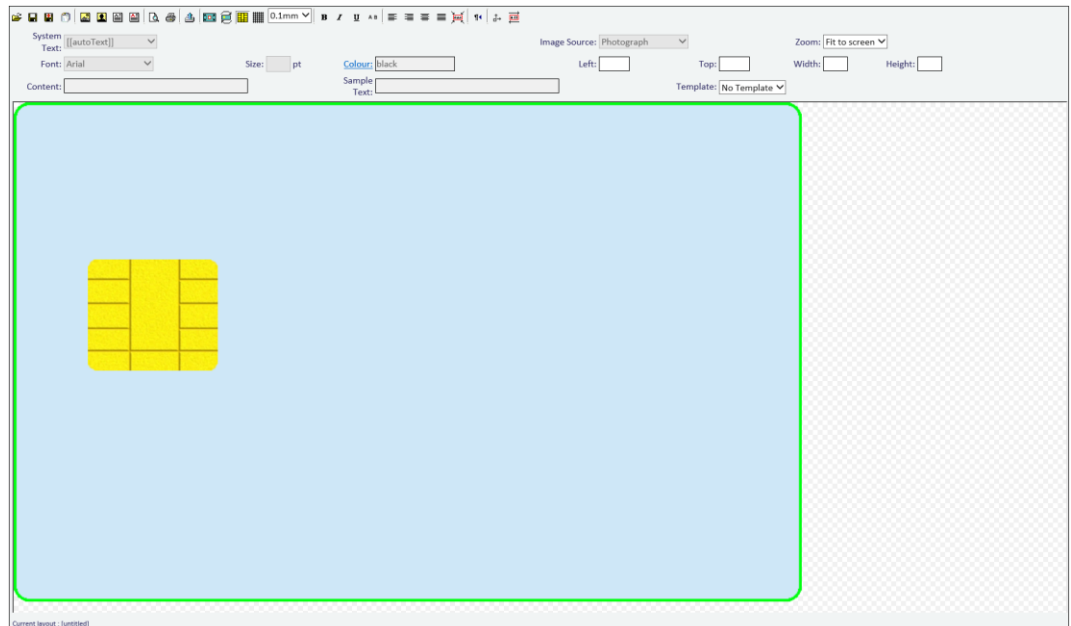 0.1mm B I U A B
System Text: [[autoText]] Image Source: Photograph Zoom: Fit to screen
Font: Arial Size: pt Colour: black Left: Top: Width: Height:
Content: Sample Text: Template: No Template
Current layout : [untitled]